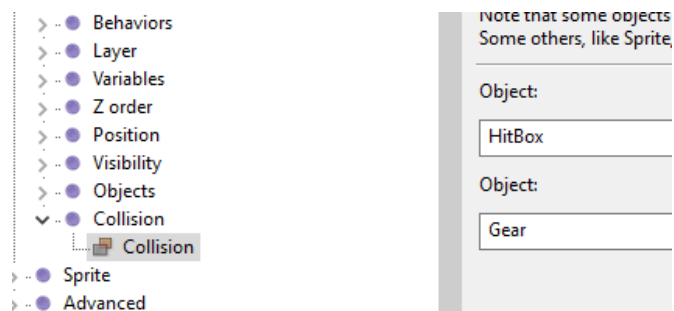 Behaviors
Layer
Variables
Z order
Position
Visibility
Objects
Collision
Collision
Sprite
Advanced
Note that some objects
Some others, like Sprite,
Object:
HitBox
Object:
Gear